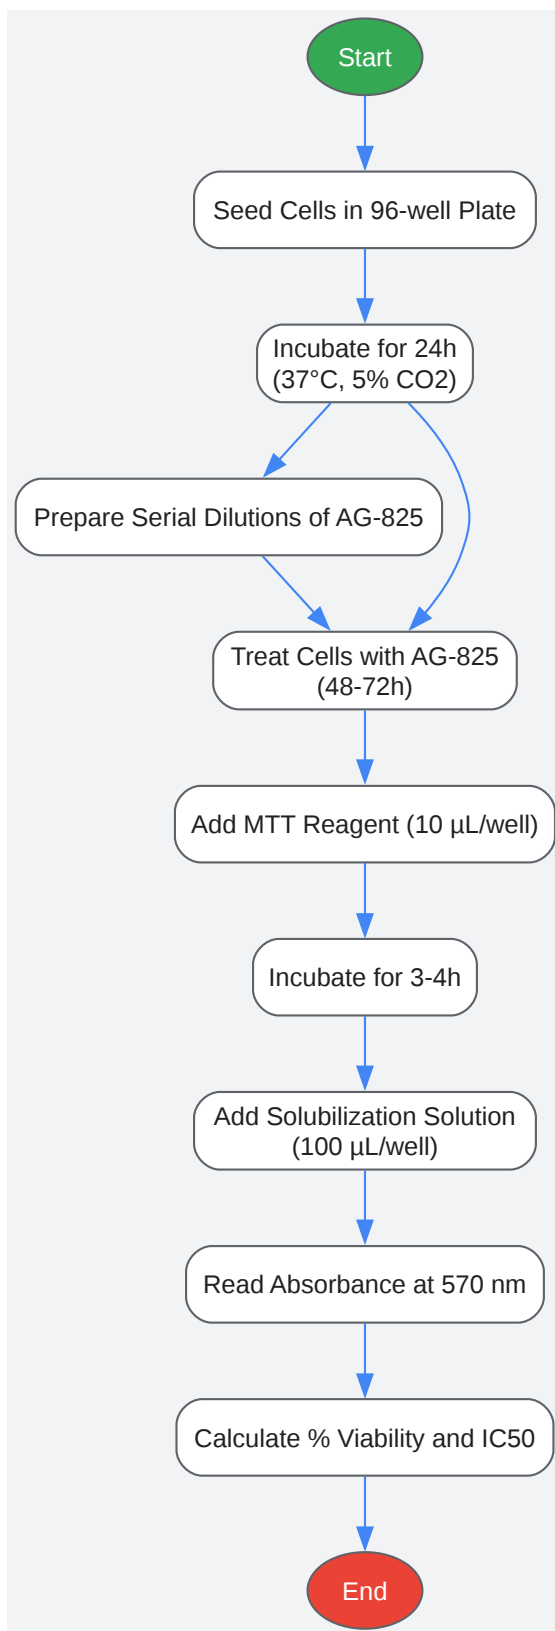 Start
Seed Cells in 96-well Plate
Incubate for 24h
(37°C, 5% CO2)
Prepare Serial Dilutions of AG-825
Treat Cells with AG-825
(48-72h)
Add MTT Reagent (10 µL/well)
Incubate for 3-4h
Add Solubilization Solution
(100 µL/well)
Read Absorbance at 570 nm
Calculate % Viability and IC50
End